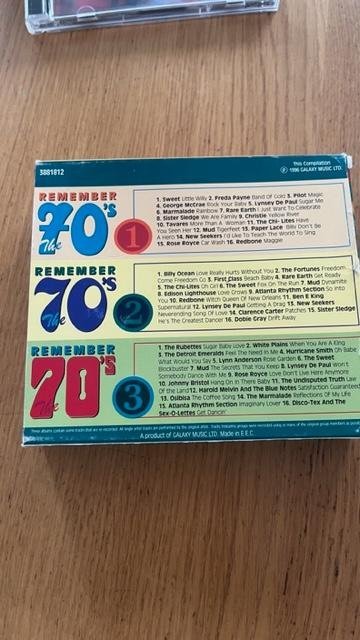 3881812
This Compilation
℗ 1996 GALAXY MUSIC LTD.
REMEMBER
The 70's
1
1. Sweet Little Willy 2. Freda Payne Band Of Gold 3. Pilot Magic
4. George McCrae Rock Your Baby 5. Lynsey De Paul Sugar Me
6. Marmalade Rainbow 7. Rare Earth I Just Want To Celebrate
8. Sister Sledge We Are Family 9. Christie Yellow River
10. Tavares More Than A Woman 11. The Chi-Lites Have
You Seen Her 12. Mud Tigerfeet 13. Paper Lace Billy Don't Be
A Hero 14. New Seekers I'd Like To Teach The World To Sing
15. Rose Royce Car Wash 16. Redbone Maggie
REMEMBER
The 70's
2
1. Billy Ocean Love Really Hurts Without You 2. The Fortunes Freedom
Come Freedom Go 3. First Class Beach Baby 4. Rare Earth Get Ready
5. The Chi-Lites Oh Girl 6. The Sweet Fox On The Run 7. Mud Dynamite
8. Edison Lighthouse Love Grows 9. Atlanta Rhythm Section So Into
You 10. Redbone Witch Queen Of New Orleans 11. Ben E King
Supernatural 12. Lynsey De Paul Getting A Drag 13. New Seekers
Neverending Song Of Love 14. Clarence Carter Patches 15. Sister Sledge
He's The Greatest Dancer 16. Dobie Gray Drift Away
REMEMBER
The 70's
3
1. The Rubettes Sugar Baby Love 2. White Plains When You Are A King
3. The Detroit Emeralds Feel The Need In Me 4. Hurricane Smith Oh Babe
What Would You Say 5. Lynn Anderson Rose Garden 6. The Sweet
Blockbuster 7. Mud The Secrets That You Keep 8. Lynsey De Paul Won't
Somebody Dance With Me 9. Rose Royce Love Don't Live Here Anymore
10. Johnny Bristol Hang On In There Baby 11. The Undisputed Truth Law
Of The Land 12. Harold Melvin And The Blue Notes Satisfaction Guaranteed
13. Osibisa The Coffee Song 14. The Marmalade Reflections Of My Life
15. Atlanta Rhythm Section Imaginary Lover 16. Disco-Tex And The
Sex-O-Lettes Get Dancin'
A product of GALAXY MUSIC LTD. Made in E.E.C.